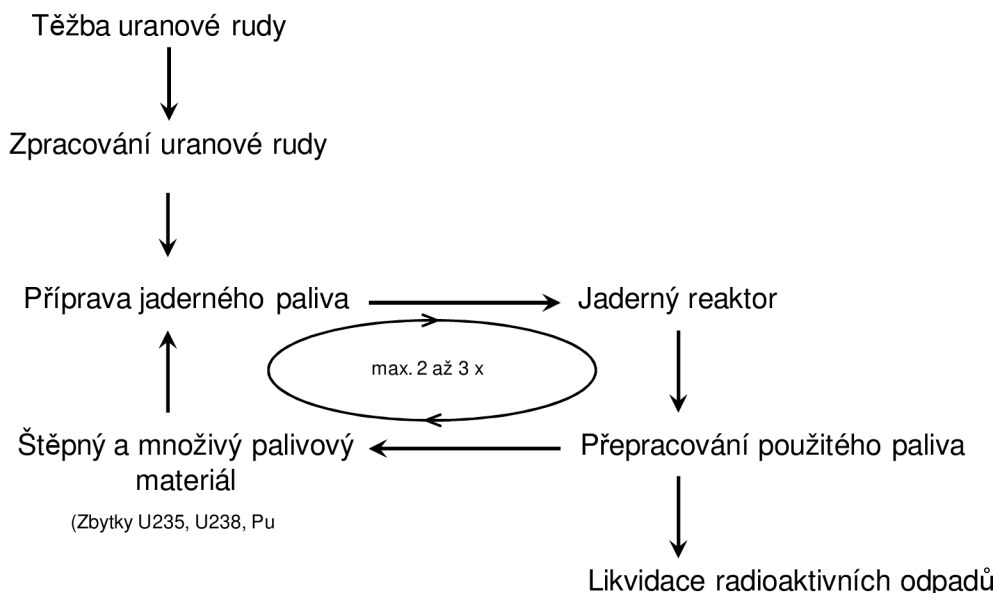 Těžba uranové rudy
Zpracování uranové rudy
Příprava jaderného paliva
Jaderný reaktor
max. 2 až 3 x
Štěpný a množivý palivový
materiál
(Zbytky U235, U238, Pu
Přepracování použitého paliva
Likvidace radioaktivních odpadů